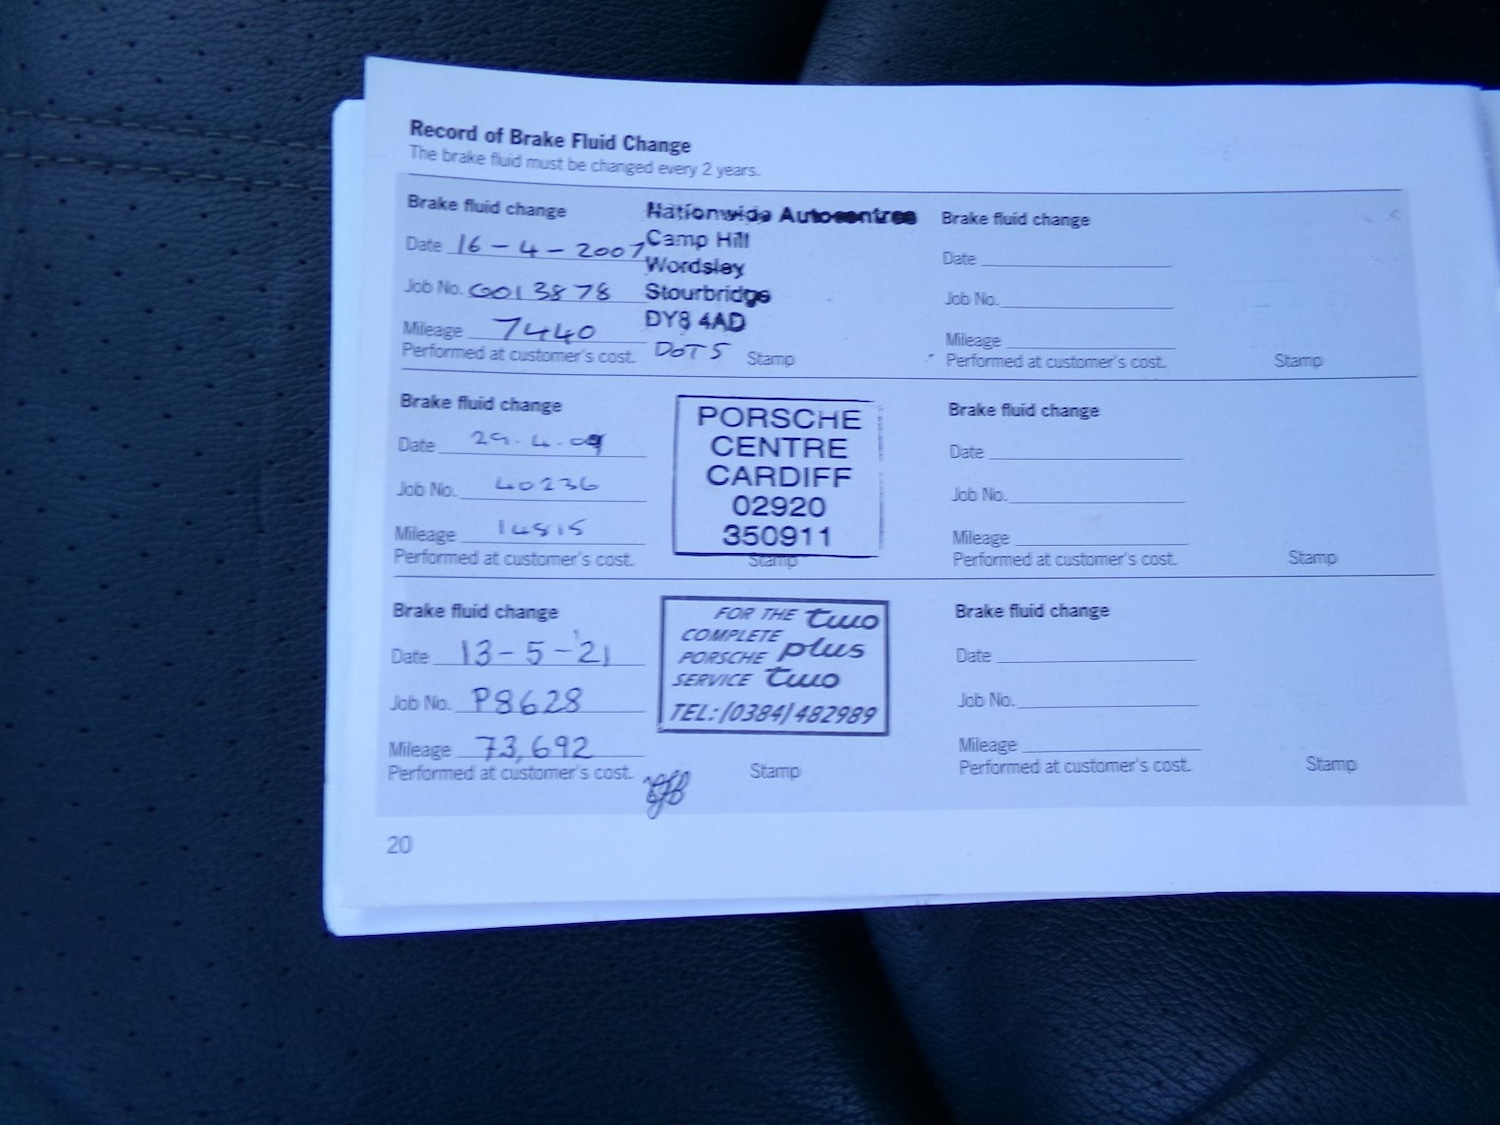 Record of Brake Fluid Change
The brake fluid must be changed every 2 years.
Brake fluid change
Date 16 - 4 - 2007
Job No. G013878
Mileage 7440
Performed at customer's cost.
Nationwide Autocentres
Camp Hill
Wordsley
Stourbridge
DY8 4AD
DOT5
Stamp
Brake fluid change
Date 29.4.09
Job No. 40236
Mileage 14815
Performed at customer's cost.
PORSCHE
CENTRE
CARDIFF
02920
350911
Stamp
Brake fluid change
Date 13-5-'21
Job No. P8628
Mileage 73,692
Performed at customer's cost.
FOR THE two
COMPLETE
PORSCHE plus
SERVICE two
TEL: (0384) 482989
Stamp
Brake fluid change
Date
Job No.
Mileage
Performed at customer's cost.
Stamp
Brake fluid change
Date
Job No.
Mileage
Performed at customer's cost.
Stamp
Brake fluid change
Date
Job No.
Mileage
Performed at customer's cost.
Stamp
20